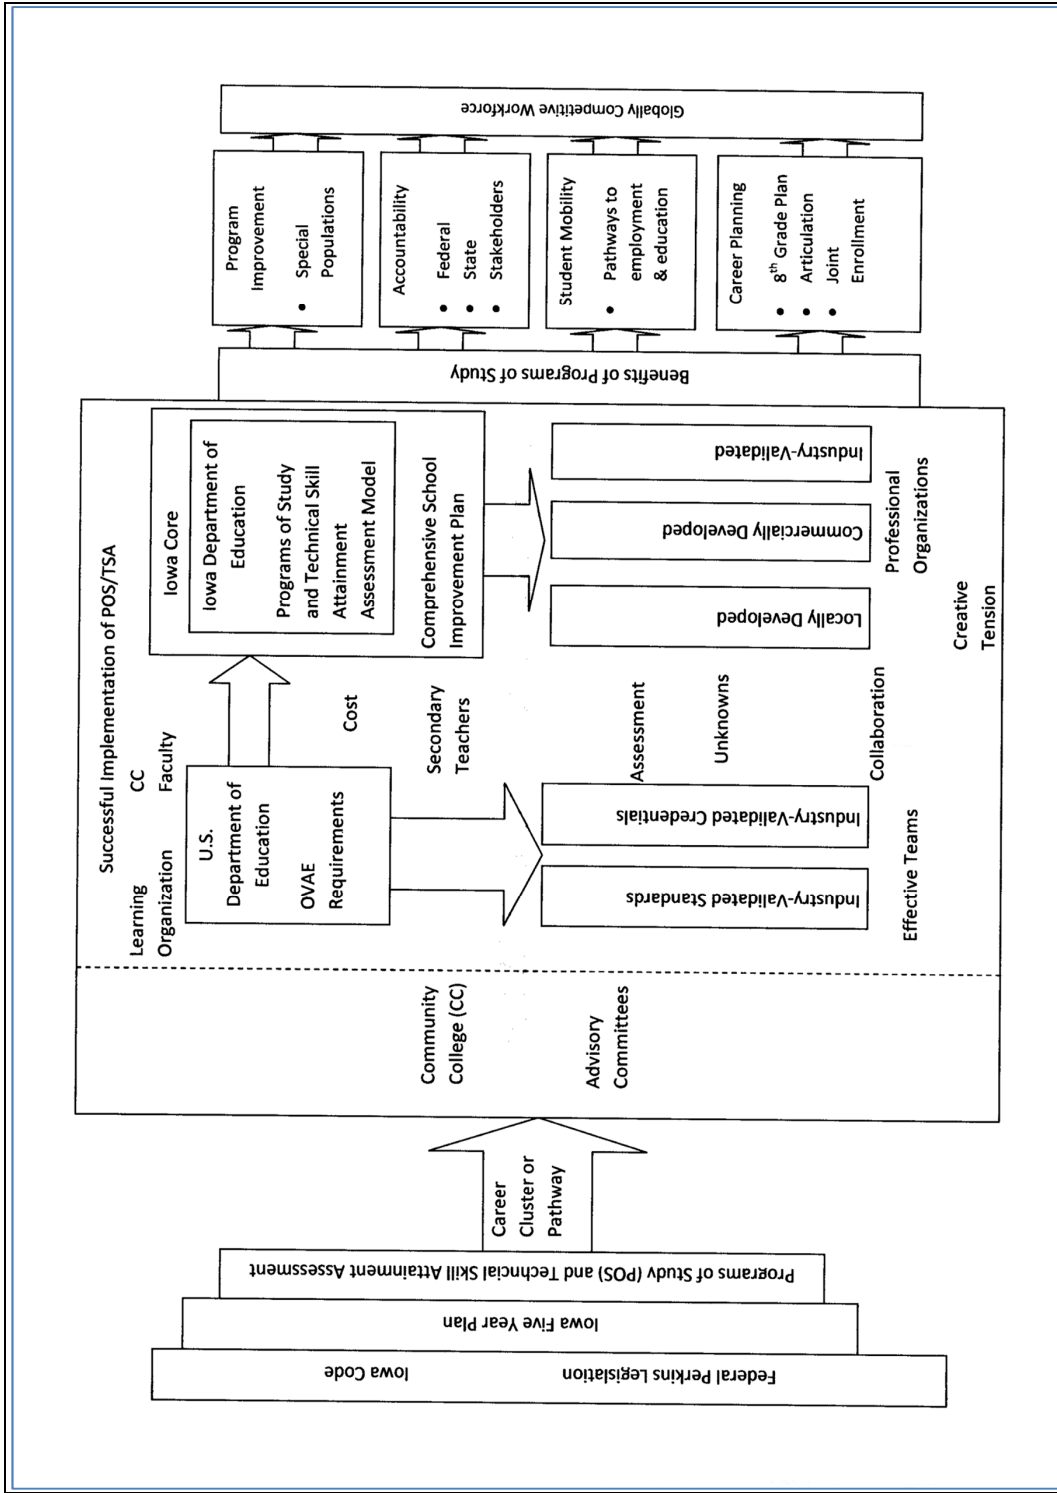 Federal Perkins Legislation
Iowa Code
Iowa Five Year Plan
Programs of Study (POS) and Techncial Skill Attainment Assessment
Career
Cluster or
Pathway
Community
College (CC)
Advisory
Committees
Successful Implementation of POS/TSA
Learning
Organization
CC
Faculty
U.S.
Department of
Education
OVAE
Requirements
Cost
Secondary
Teachers
Iowa Core
Iowa Department of
Education
Programs of Study
and Technical Skill
Attainment
Assessment Model
Comprehensive School
Improvement Plan
Industry-Validated Standards
Industry-Validated Credentials
Assessment
Unknowns
Locally Developed
Commercially Developed
Industry-Validated
Effective Teams
Collaboration
Professional
Organizations
Creative
Tension
Benefits of Programs of Study
Program
Improvement
• Special
Populations
Accountability
• Federal
• State
• Stakeholders
Student Mobility
• Pathways to
employment
& education
Career Planning
• 8th Grade Plan
• Articulation
• Joint
Enrollment
Globally Competitive Workforce